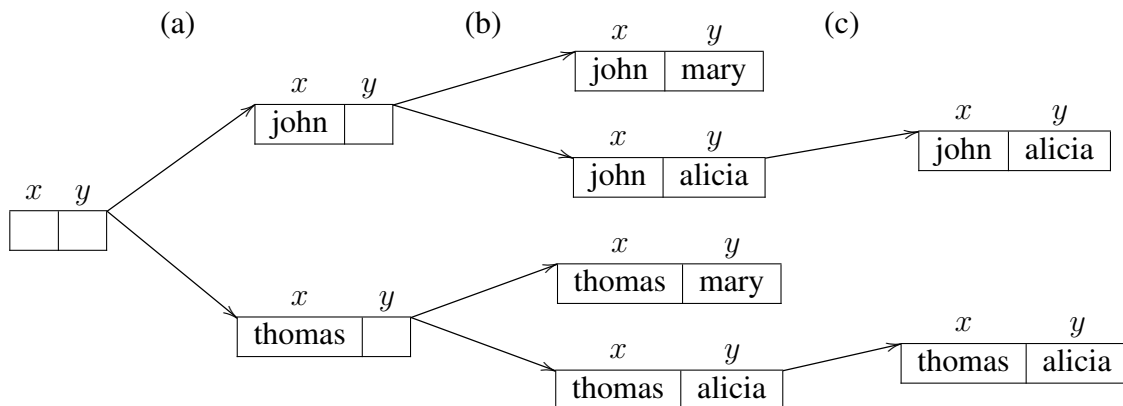 (a) (b) (c)
x y
john mary
x y
john
x y
john alicia
x y
john alicia
x y
x y
thomas mary
x y
thomas
x y
thomas alicia
x y
thomas alicia